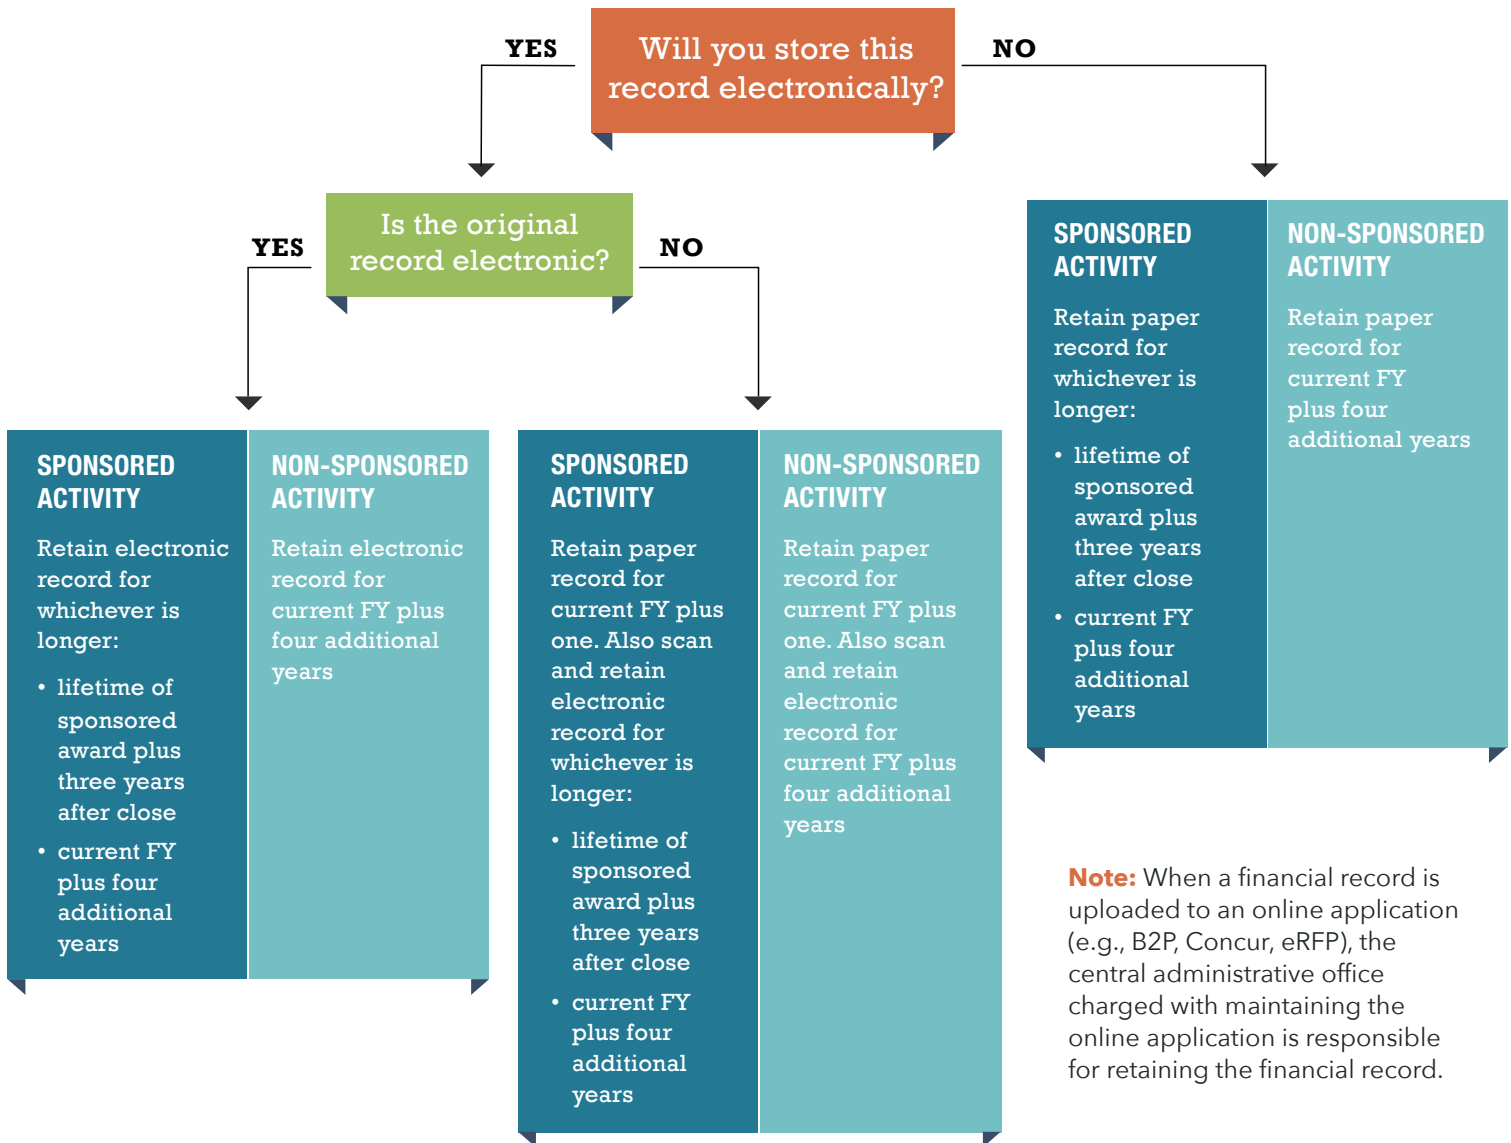 YES
Will you store this
record electronically?
NO
Is the original
record electronic?
YES
NO
SPONSORED
ACTIVITY
Retain electronic
record for
whichever is
longer:
• lifetime of
sponsored
award plus
three years
after close
• current FY
plus four
additional
years
NON-SPONSORED
ACTIVITY
Retain electronic
record for
current FY plus
four additional
years
SPONSORED
ACTIVITY
Retain paper
record for
current FY plus
one. Also scan
and retain
electronic
record for
whichever is
longer:
• lifetime of
sponsored
award plus
three years
after close
• current FY
plus four
additional
years
NON-SPONSORED
ACTIVITY
Retain paper
record for
current FY plus
one. Also scan
and retain
electronic
record for
current FY plus
four additional
years
SPONSORED
ACTIVITY
Retain paper
record for
whichever is
longer:
• lifetime of
sponsored
award plus
three years
after close
• current FY
plus four
additional
years
NON-SPONSORED
ACTIVITY
Retain paper
record for
current FY
plus four
additional years
Note: When a financial record is
uploaded to an online application
(e.g., B2P, Concur, eRFP), the
central administrative office
charged with maintaining the
online application is responsible
for retaining the financial record.